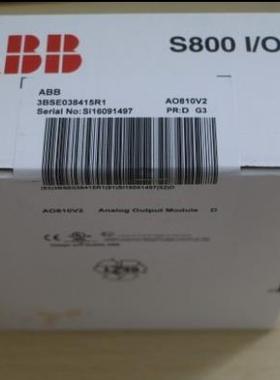 ABB
S800 I/O
ABB
3BSE038415R1
AO810V2
Serial No:SI16091497
PR:D G3
AO810V2 Analog Output Module D